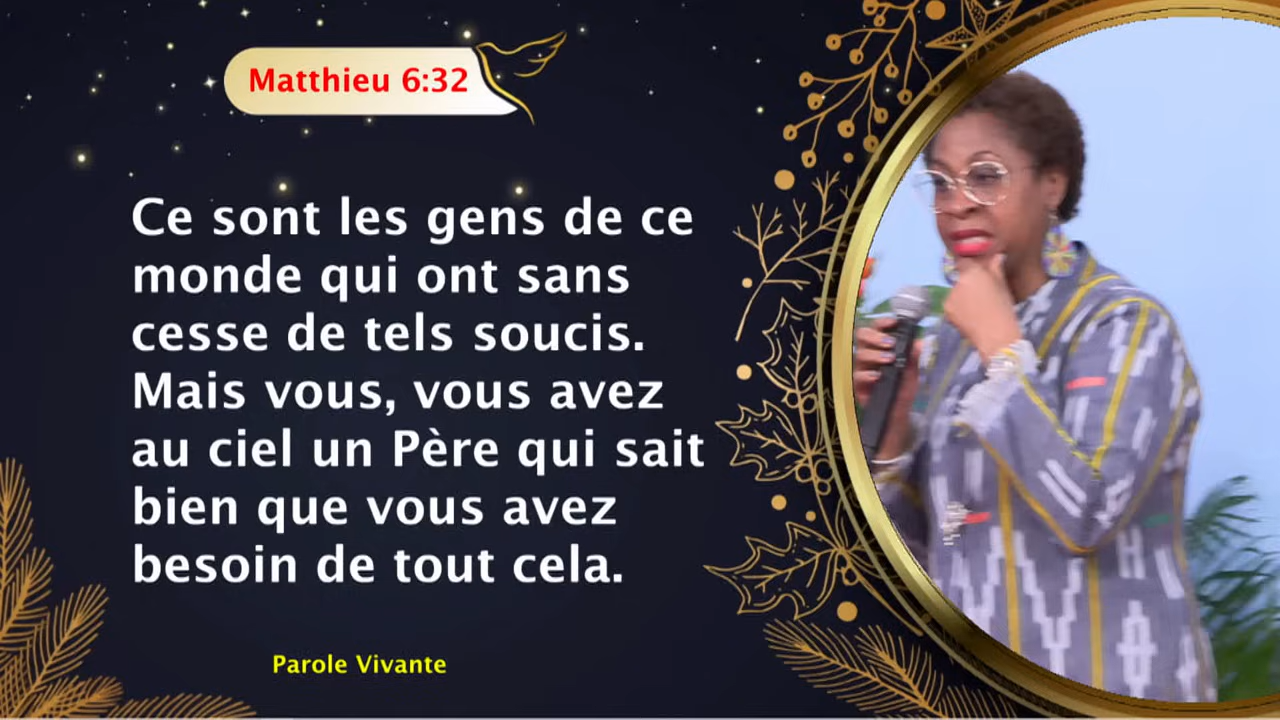 Matthieu 6:32
Ce sont les gens de ce
monde qui ont sans
cesse de tels soucis.
Mais vous, vous avez
au ciel un Père qui sait
bien que vous avez
besoin de tout cela.
Parole Vivante